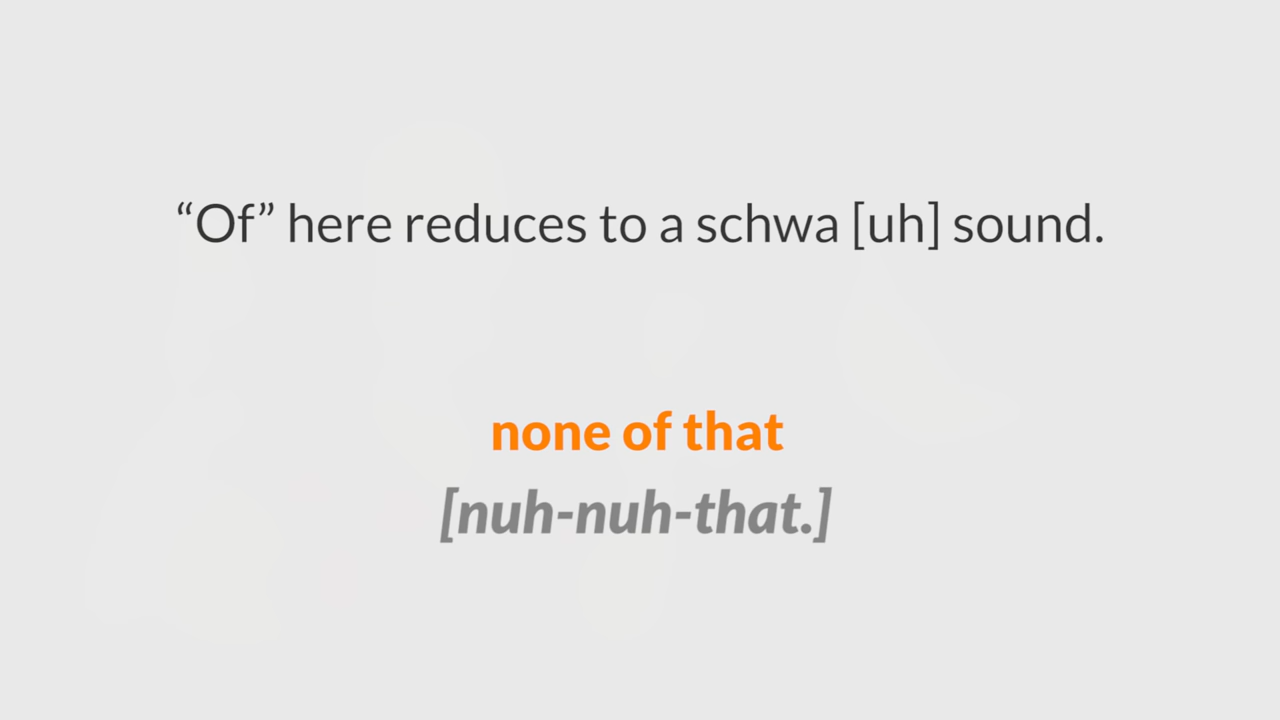 “Of” here reduces to a schwa [uh] sound.
none of that
[nuh-nuh-that.]